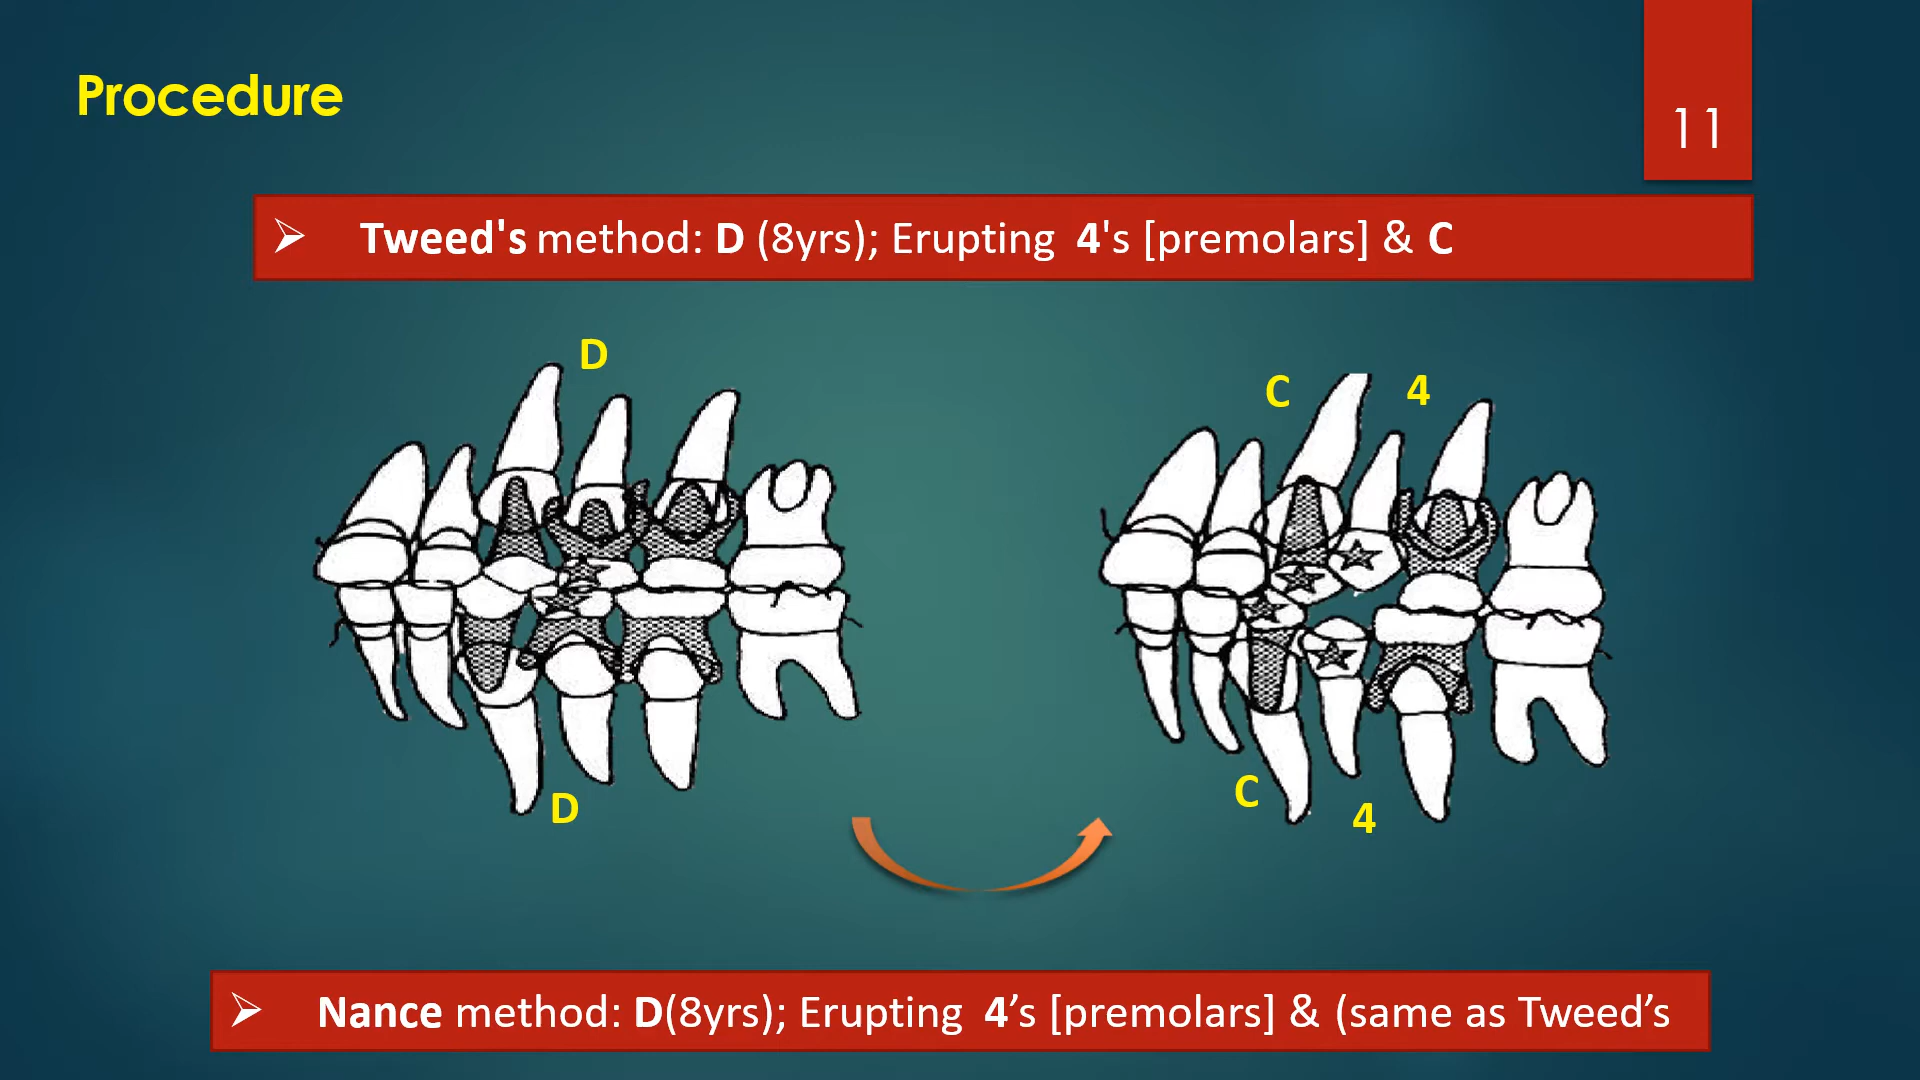 Procedure
11
➢ Tweed's method: D (8yrs); Erupting 4's [premolars] & C
D
C 4
D
C 4
➢ Nance method: D(8yrs); Erupting 4’s [premolars] & (same as Tweed’s